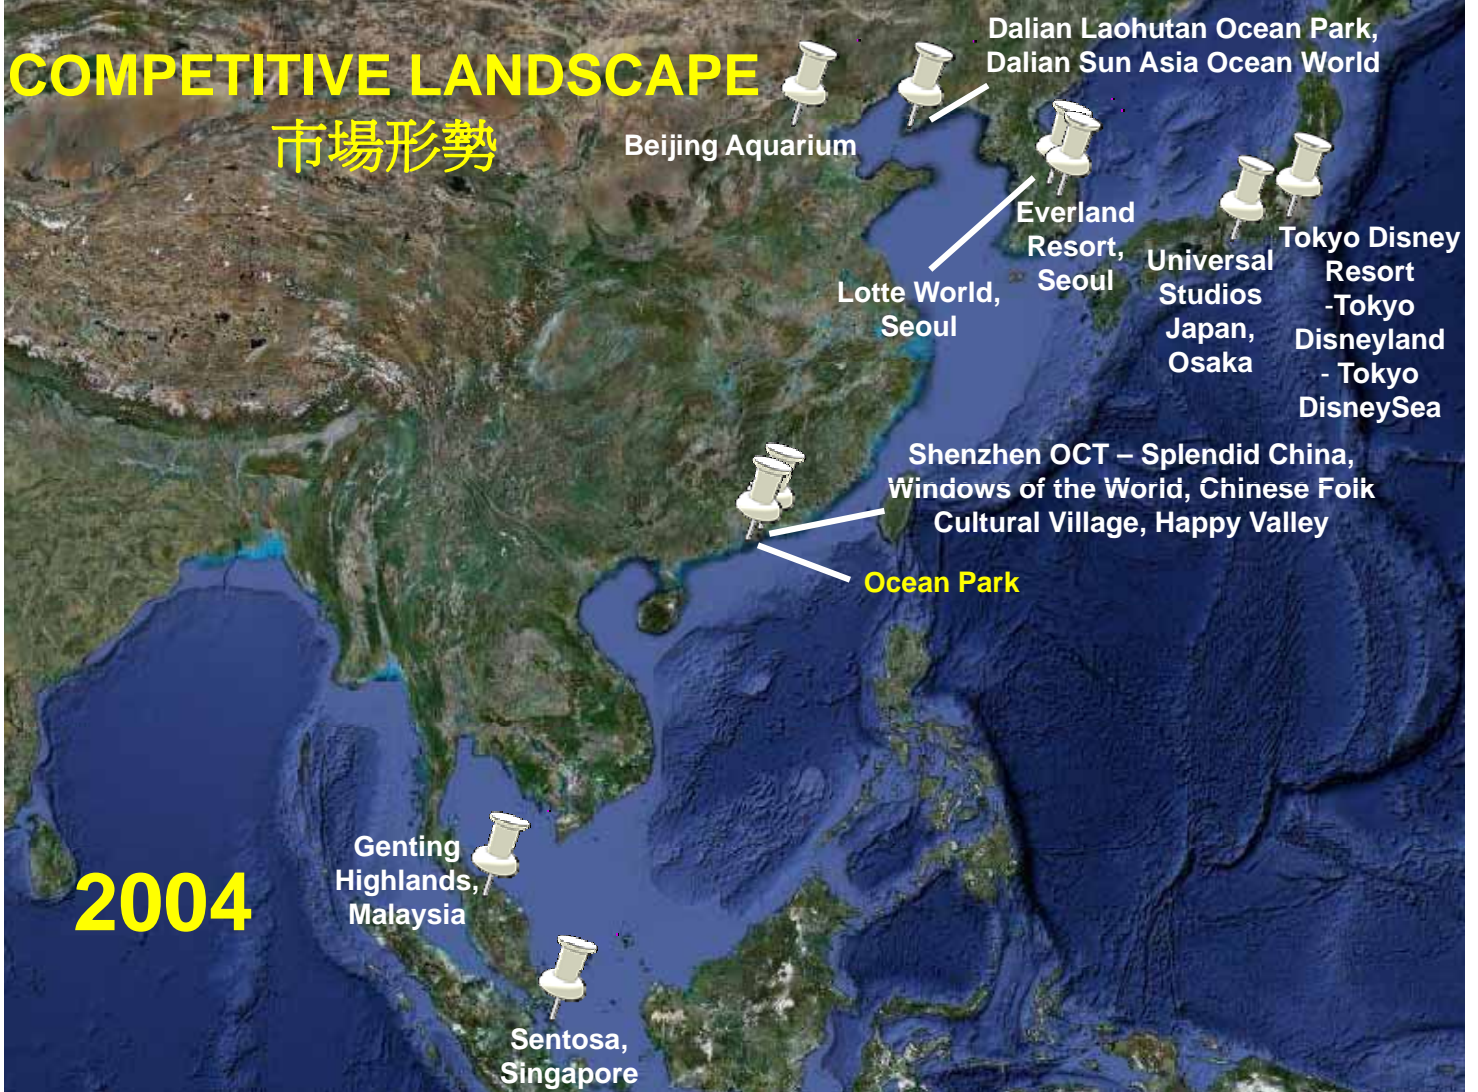 COMPETITIVE LANDSCAPE
市場形勢
Dalian Laohutan Ocean Park,
Dalian Sun Asia Ocean World
Beijing Aquarium
Everland
Resort,
Seoul
Lotte World,
Seoul
Universal
Studios
Japan,
Osaka
Tokyo Disney
Resort
-Tokyo
Disneyland
- Tokyo
DisneySea
Shenzhen OCT – Splendid China,
Windows of the World, Chinese Folk
Cultural Village, Happy Valley
Ocean Park
Genting
Highlands,
Malaysia
2004
Sentosa,
Singapore